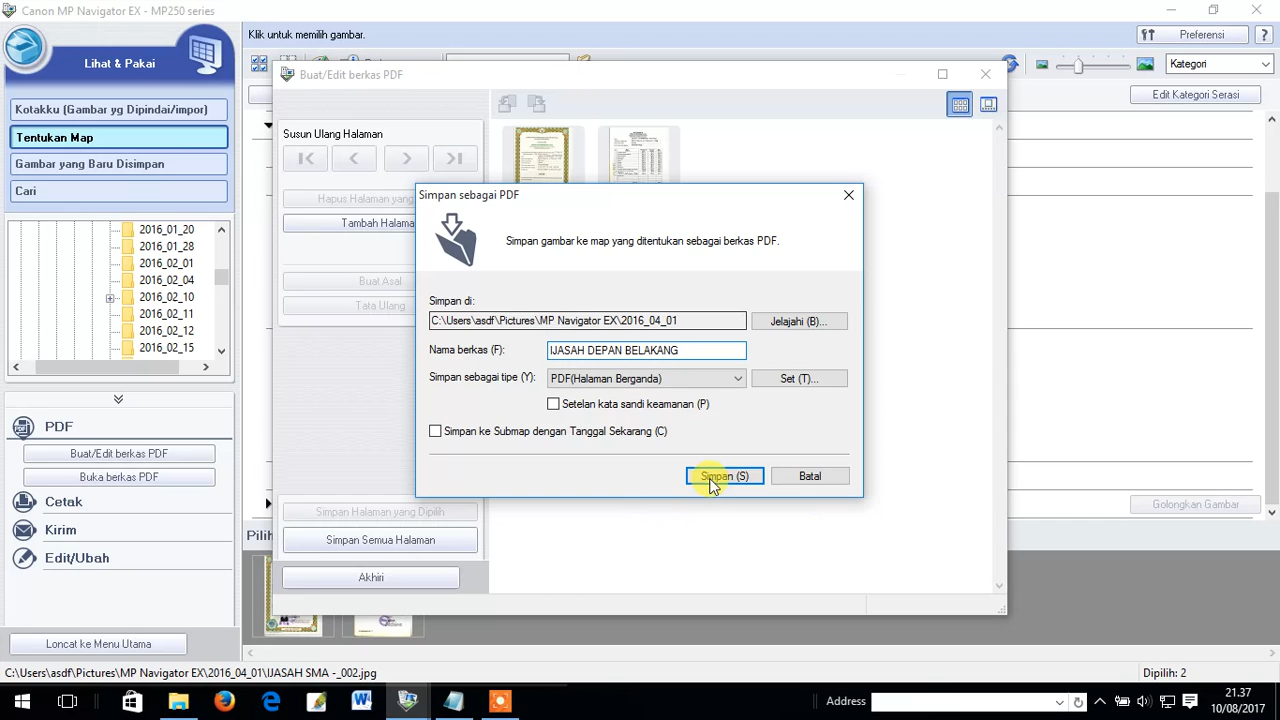 Canon MP Navigator EX - MP250 series
Lihat & Pakai
Klik untuk memilih gambar.
Preferensi
?
Kategori
Edit Kategori Serasi
Kotakku (Gambar yg Dipindai/impor)
Tentukan Map
Gambar yang Baru Disimpan
Cari
2016_01_20
2016_01_28
2016_02_01
2016_02_04
2016_02_10
2016_02_11
2016_02_12
2016_02_15
PDF
Buat/Edit berkas PDF
Buka berkas PDF
Cetak
Kirim
Edit/Ubah
Loncat ke Menu Utama
Buat/Edit berkas PDF
Susun Ulang Halaman
Hapus Halaman yang
Tambah Halama
Buat Asal
Tata Ulang
Simpan Halaman yang Dipilih
Simpan Semua Halaman
Akhiri
Simpan sebagai PDF
Simpan gambar ke map yang ditentukan sebagai berkas PDF.
Simpan di:
C:\Users\asdf\Pictures\MP Navigator EX\2016_04_01
Jelajahi (B)...
Nama berkas (F):
IJASAH DEPAN BELAKANG
Simpan sebagai tipe (Y):
PDF(Halaman Berganda)
Set (T)...
Setelan kata sandi keamanan (P)
Simpan ke Submap dengan Tanggal Sekarang (C)
Simpan (S)
Batal
Golongkan Gambar
Pilih
C:\Users\asdf\Pictures\MP Navigator EX\2016_04_01\IJASAH SMA -_002.jpg
Dipilih: 2
Address
21.37
10/08/2017